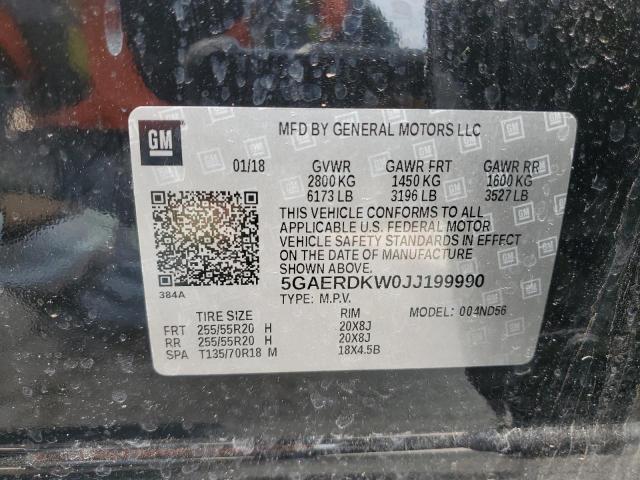 GM
MFD BY GENERAL MOTORS LLC
01/18 GVWR GAWR FRT GAWR RR
2800 KG 1450 KG 1600 KG
6173 LB 3196 LB 3527 LB
THIS VEHICLE CONFORMS TO ALL
APPLICABLE U.S. FEDERAL MOTOR
VEHICLE SAFETY STANDARDS IN EFFECT
ON THE DATE OF MANUFACTURE
SHOWN ABOVE.
384A
5GAERDKW0JJ199990
TYPE: M.P.V. MODEL: 004ND56
TIRE SIZE RIM
FRT 255/55R20 H 20X8J
RR 255/55R20 H 20X8J
SPA T135/70R18 M 18X4.5B